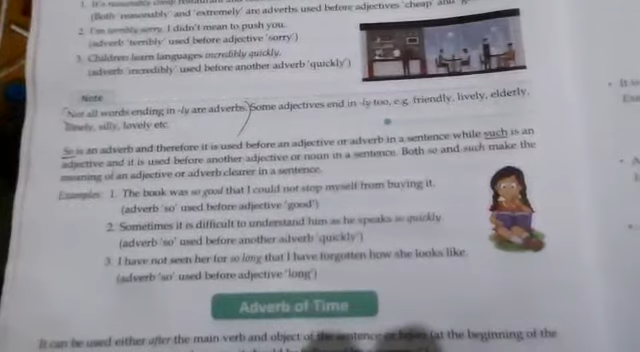 1. It's reasonably cheap restaurant
(Both 'reasonably' and 'extremely' are adverbs used before adjectives 'cheap' and
2. I'm terribly sorry. I didn't mean to push you.
(adverb 'terribly' used before adjective 'sorry')
3. Children learn languages incredibly quickly.
(adverb 'incredibly' used before another adverb 'quickly')
Note
Not all words ending in -ly are adverbs. Some adjectives end in -ly too, e.g. friendly, lively, elderly,
lonely, silly, lovely etc.
So is an adverb and therefore it is used before an adjective or adverb in a sentence while such is an
adjective and it is used before another adjective or noun in a sentence. Both so and such make the
meaning of an adjective or adverb clearer in a sentence.
Examples: 1. The book was so good that I could not stop myself from buying it.
(adverb 'so' used before adjective 'good')
2. Sometimes it is difficult to understand him as he speaks so quickly.
(adverb 'so' used before another adverb 'quickly')
3. I have not seen her for so long that I have forgotten how she looks like.
(adverb 'so' used before adjective 'long')
Adverb of Time
It can be used either after the main verb and object of the sentence or (at the beginning of the